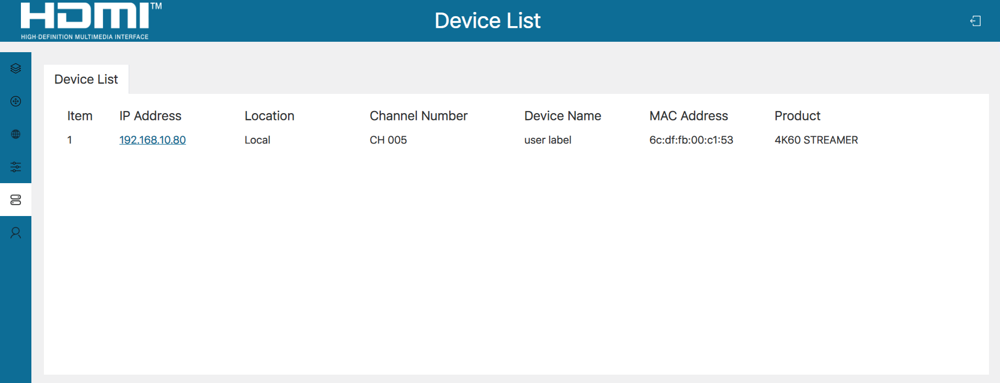 HDMI™
HIGH-DEFINITION MULTIMEDIA INTERFACE
Device List
Device List
Item IP Address Location Channel Number Device Name MAC Address Product
1 192.168.10.80 Local CH 005 user label 6c:df:fb:00:c1:53 4K60 STREAMER